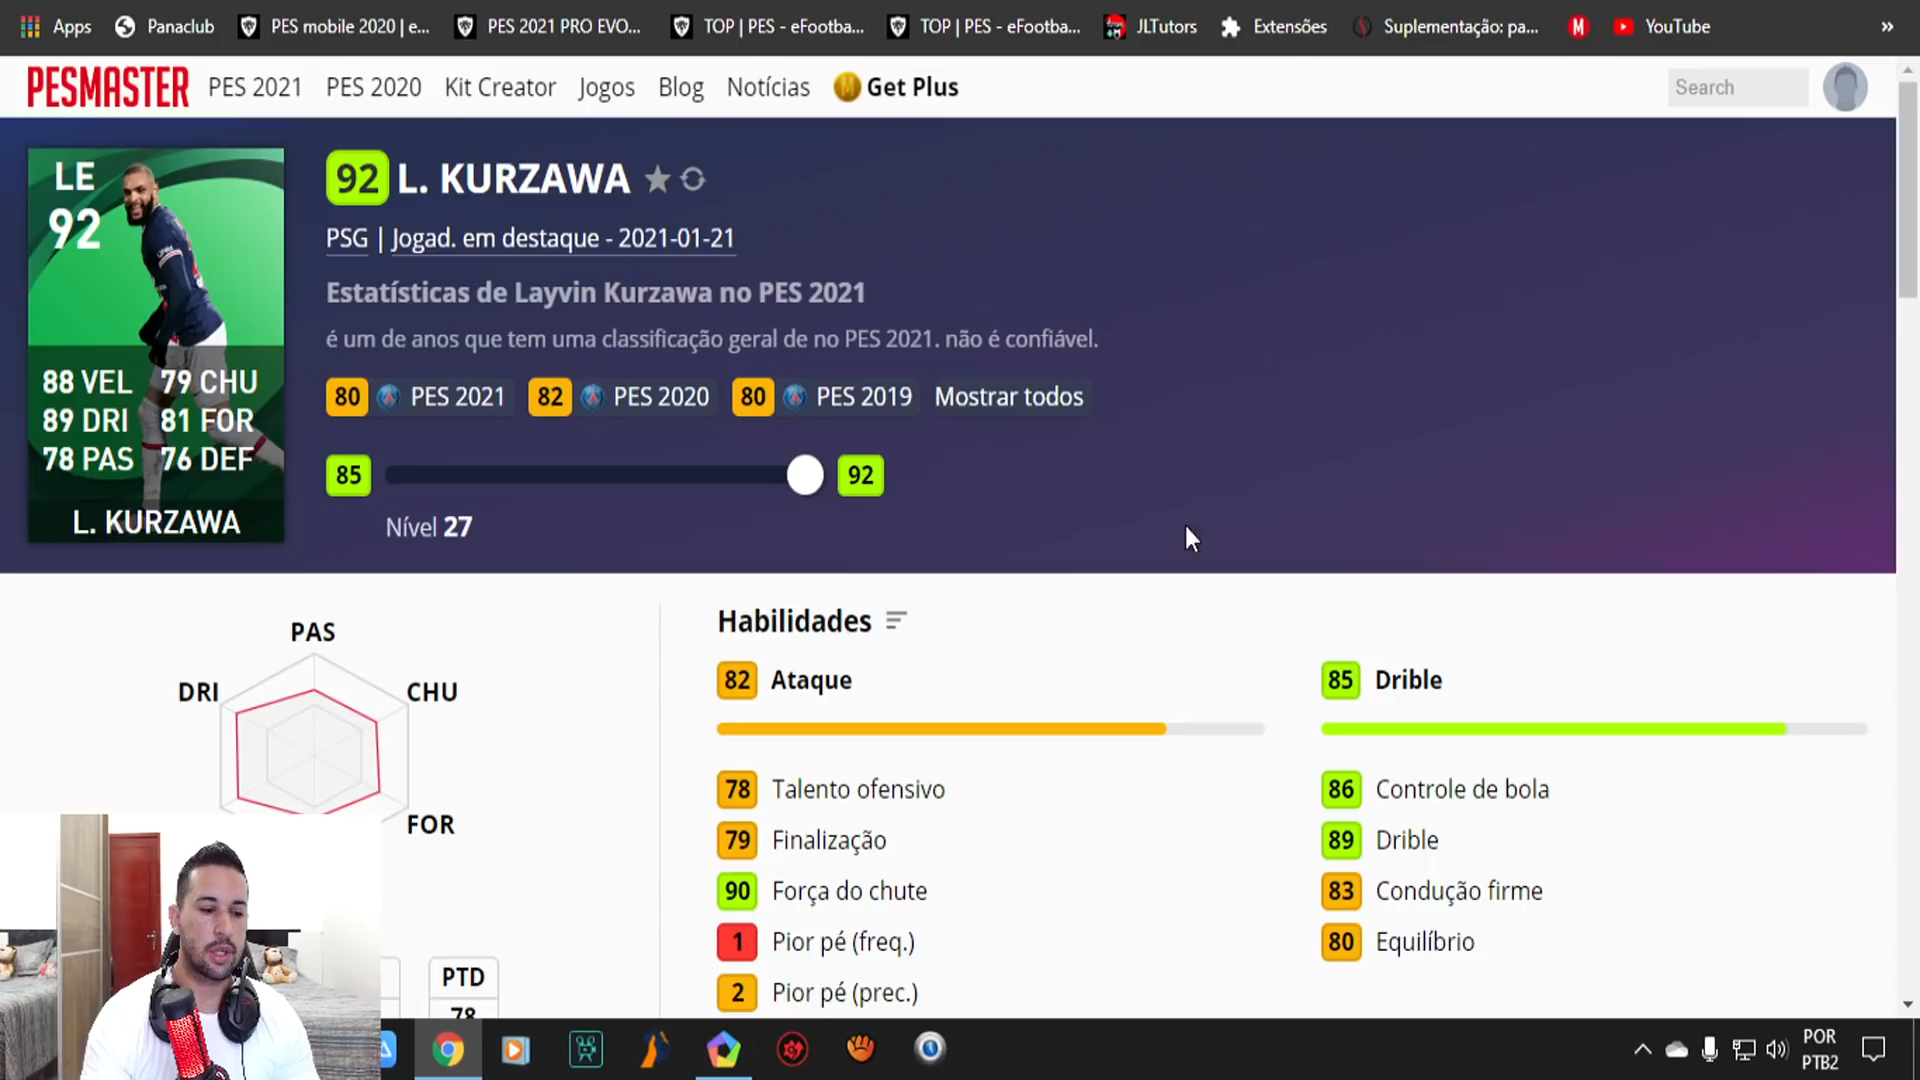 Apps
Panaclub
PES mobile 2020 | e...
PES 2021 PRO EVO...
TOP | PES - eFootba...
TOP | PES - eFootba...
JLTutors
Extensões
Suplementação: pa...
M
YouTube
»
PESMASTER
PES 2021
PES 2020
Kit Creator
Jogos
Blog
Notícias
Get Plus
Search
LE
92
88 VEL 79 CHU
89 DRI 81 FOR
78 PAS 76 DEF
L. KURZAWA
92 L. KURZAWA
PSG | Jogad. em destaque - 2021-01-21
Estatísticas de Layvin Kurzawa no PES 2021
é um de anos que tem uma classificação geral de no PES 2021. não é confiável.
80 PES 2021 82 PES 2020 80 PES 2019 Mostrar todos
85 92
Nível 27
PAS
DRI
CHU
FOR
PTD
78
Habilidades
82 Ataque
78 Talento ofensivo
79 Finalização
90 Força do chute
1 Pior pé (freq.)
2 Pior pé (prec.)
85 Drible
86 Controle de bola
89 Drible
83 Condução firme
80 Equilíbrio
POR
PTB2